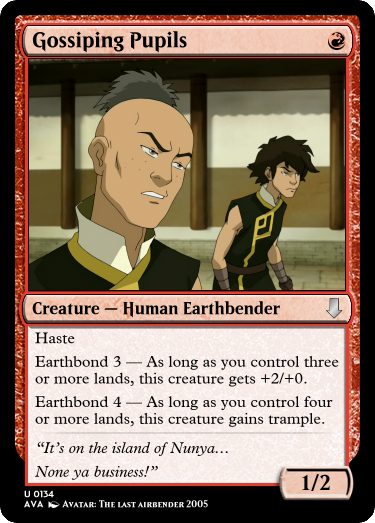 Gossiping Pupils
Creature — Human Earthbender
Haste
Earthbond 3 — As long as you control three
or more lands, this creature gets +2/+0.
Earthbond 4 — As long as you control four
or more lands, this creature gains trample.
“It’s on the island of Nunya…
None ya business!”
1/2
U 0134
AVA Avatar: The last airbender 2005